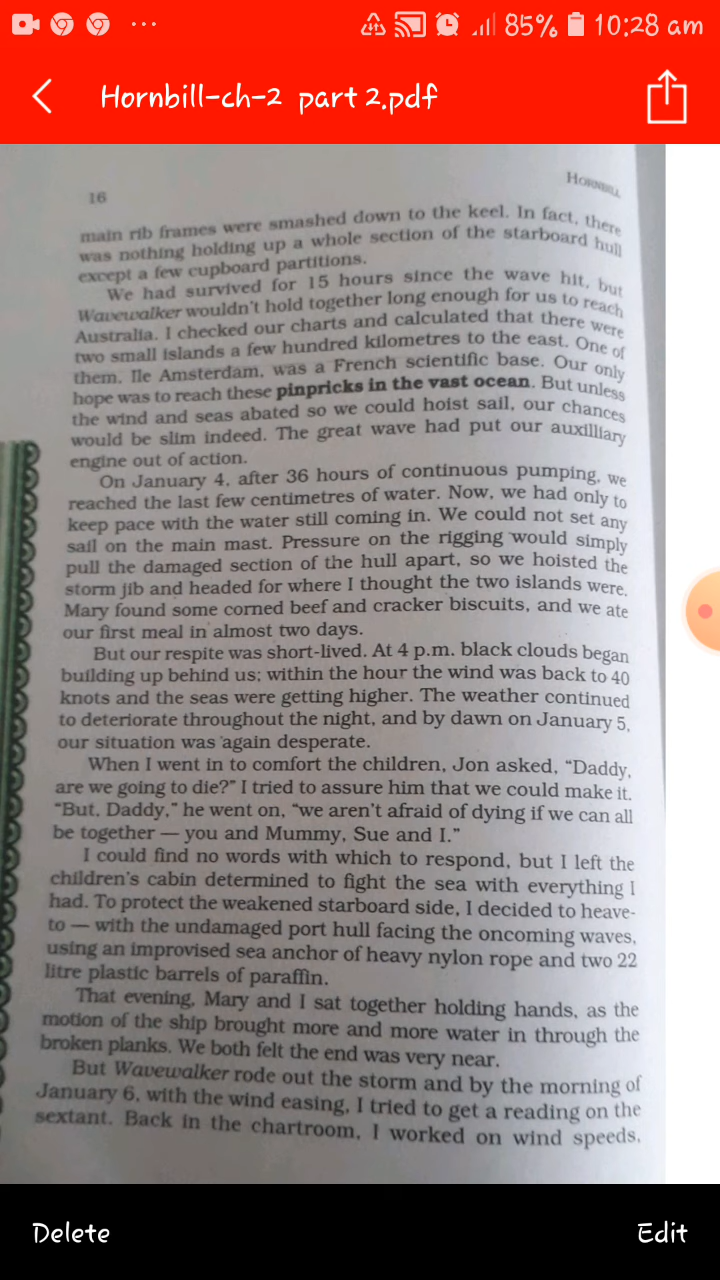 ... 85% 10:28 am
Hornbill-ch-2 part 2.pdf
16
HORNBILL
main rib frames were smashed down to the keel. In fact, there
was nothing holding up a whole section of the starboard hull
except a few cupboard partitions.
We had survived for 15 hours since the wave hit, but
Wavewalker wouldn't hold together long enough for us to reach
Australia. I checked our charts and calculated that there were
two small islands a few hundred kilometres to the east. One of
them, Ile Amsterdam, was a French scientific base. Our only
hope was to reach these pinpricks in the vast ocean. But unless
the wind and seas abated so we could hoist sail, our chances
would be slim indeed. The great wave had put our auxilliary
engine out of action.
On January 4, after 36 hours of continuous pumping, we
reached the last few centimetres of water. Now, we had only to
keep pace with the water still coming in. We could not set any
sail on the main mast. Pressure on the rigging would simply
pull the damaged section of the hull apart, so we hoisted the
storm jib and headed for where I thought the two islands were.
Mary found some corned beef and cracker biscuits, and we ate
our first meal in almost two days.
But our respite was short-lived. At 4 p.m. black clouds began
building up behind us; within the hour the wind was back to 40
knots and the seas were getting higher. The weather continued
to deteriorate throughout the night, and by dawn on January 5,
our situation was again desperate.
When I went in to comfort the children, Jon asked, "Daddy,
are we going to die?" I tried to assure him that we could make it.
"But, Daddy," he went on, "we aren't afraid of dying if we can all
be together — you and Mummy, Sue and I."
I could find no words with which to respond, but I left the
children's cabin determined to fight the sea with everything I
had. To protect the weakened starboard side, I decided to heave-
to — with the undamaged port hull facing the oncoming waves,
using an improvised sea anchor of heavy nylon rope and two 22
litre plastic barrels of paraffin.
That evening, Mary and I sat together holding hands, as the
motion of the ship brought more and more water in through the
broken planks. We both felt the end was very near.
But Wavewalker rode out the storm and by the morning of
January 6, with the wind easing, I tried to get a reading on the
sextant. Back in the chartroom, I worked on wind speeds,
Delete Edit